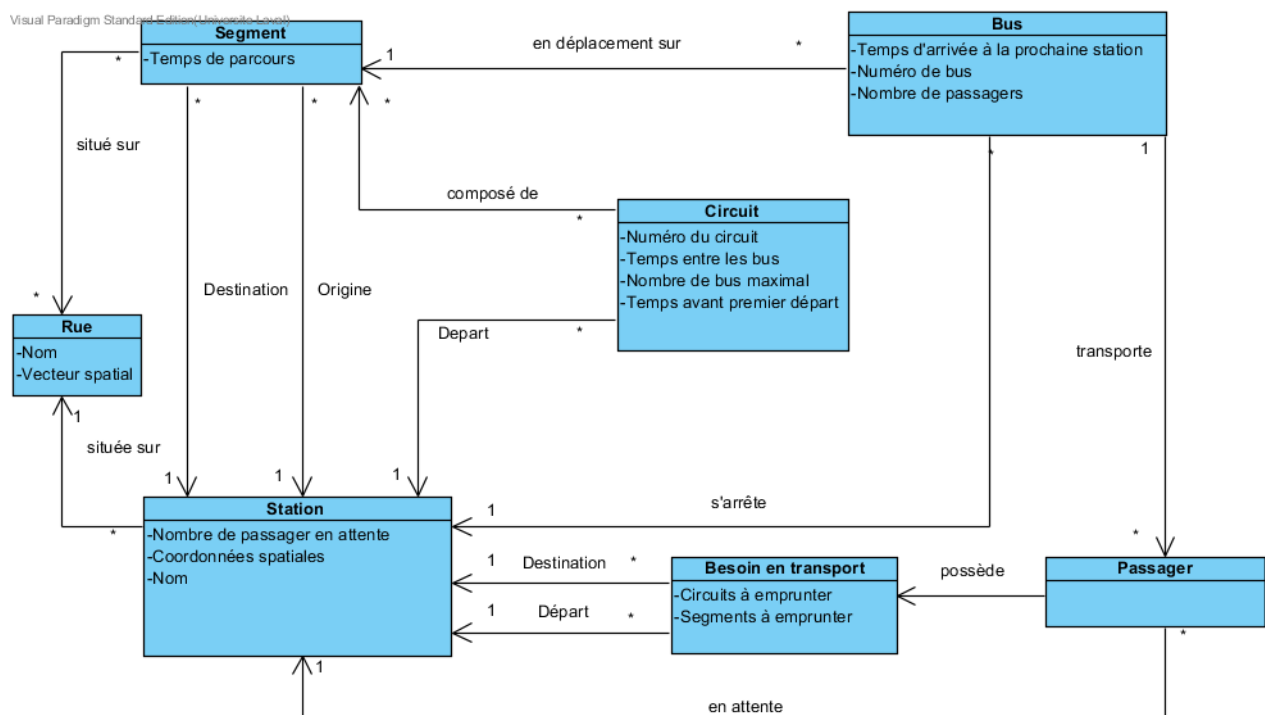 Visual Paradigm Standard Edition(Universite Laval)
Segment
-Temps de parcours
Bus
-Temps d'arrivée à la prochaine station
-Numéro de bus
-Nombre de passagers
1
en déplacement sur
*
*
*
*
*
*
1
situé sur
composé de
*
Circuit
-Numéro du circuit
-Temps entre les bus
-Nombre de bus maximal
-Temps avant premier départ
Destination
Origine
*
Rue
-Nom
-Vecteur spatial
Depart
*
transporte
1
située sur
1
1
1
*
Station
-Nombre de passager en attente
-Coordonnées spatiales
-Nom
1
s'arrête
*
1
Destination
*
1
Départ
*
Besoin en transport
-Circuits à emprunter
-Segments à emprunter
possède
Passager
*
1
en attente